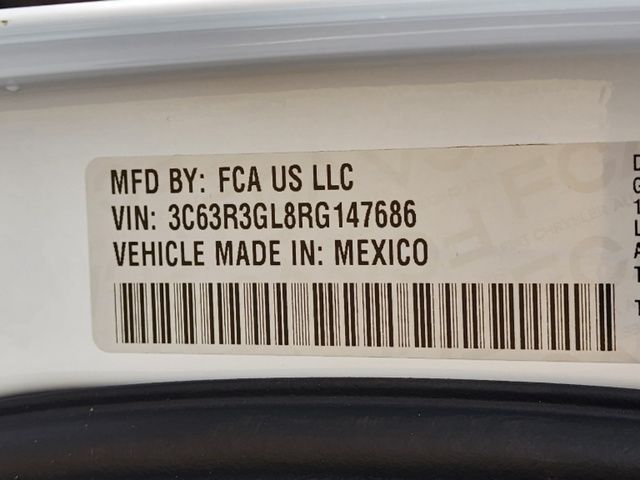 MFD BY: FCA US LLC
VIN: 3C63R3GL8RG147686
VEHICLE MADE IN: MEXICO